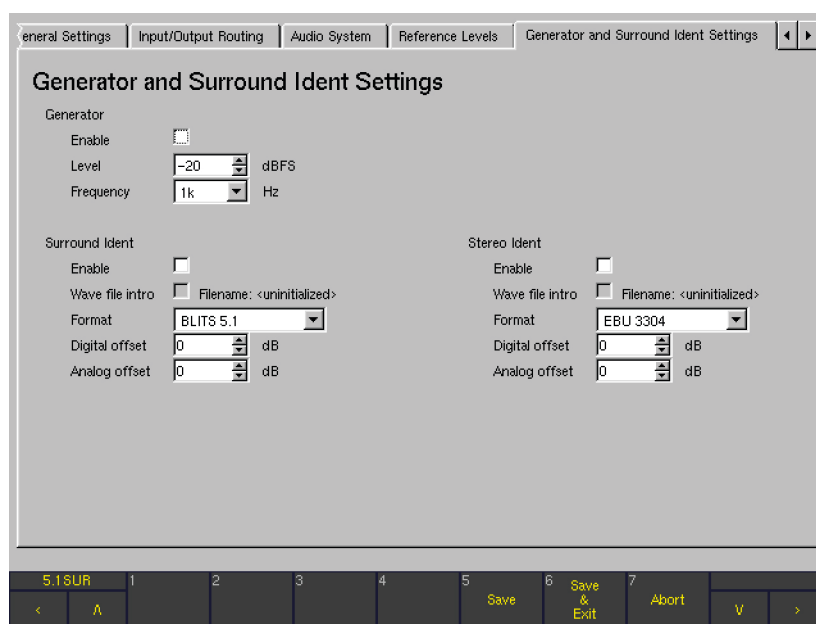 eneral Settings Input/Output Routing Audio System Reference Levels Generator and Surround Ident Settings
Generator and Surround Ident Settings
Generator
Enable
Level -20 dBFS
Frequency 1k Hz
Surround Ident
Enable
Wave file intro Filename: <uninitialized>
Format BLITS 5.1
Digital offset 0 dB
Analog offset 0 dB
Stereo Ident
Enable
Wave file intro Filename: <uninitialized>
Format EBU 3304
Digital offset 0 dB
Analog offset 0 dB
5.1SUR 1 2 3 4 5 Save 6 Save & Exit 7 Abort
< Λ V >